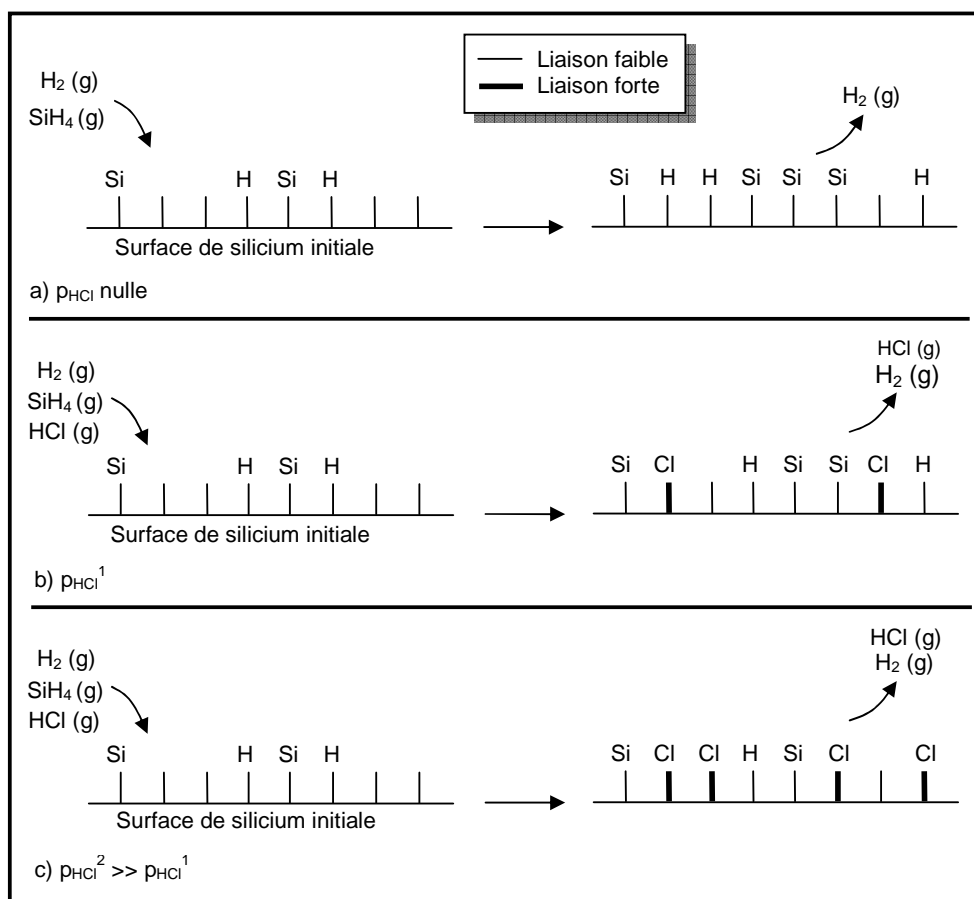 Liaison faible
Liaison forte
H₂ (g)
SiH₄ (g)
H₂ (g)
Si H Si H
Si H H Si Si Si H
Surface de silicium initiale
a) pHCl nulle
H₂ (g)
SiH₄ (g)
HCl (g)
HCl (g)
H₂ (g)
Si H Si H
Si Cl H Si Si Cl H
Surface de silicium initiale
b) pHCl¹
H₂ (g)
SiH₄ (g)
HCl (g)
HCl (g)
H₂ (g)
Si H Si H
Si Cl Cl H Si Cl Cl
Surface de silicium initiale
c) pHCl² >> pHCl¹